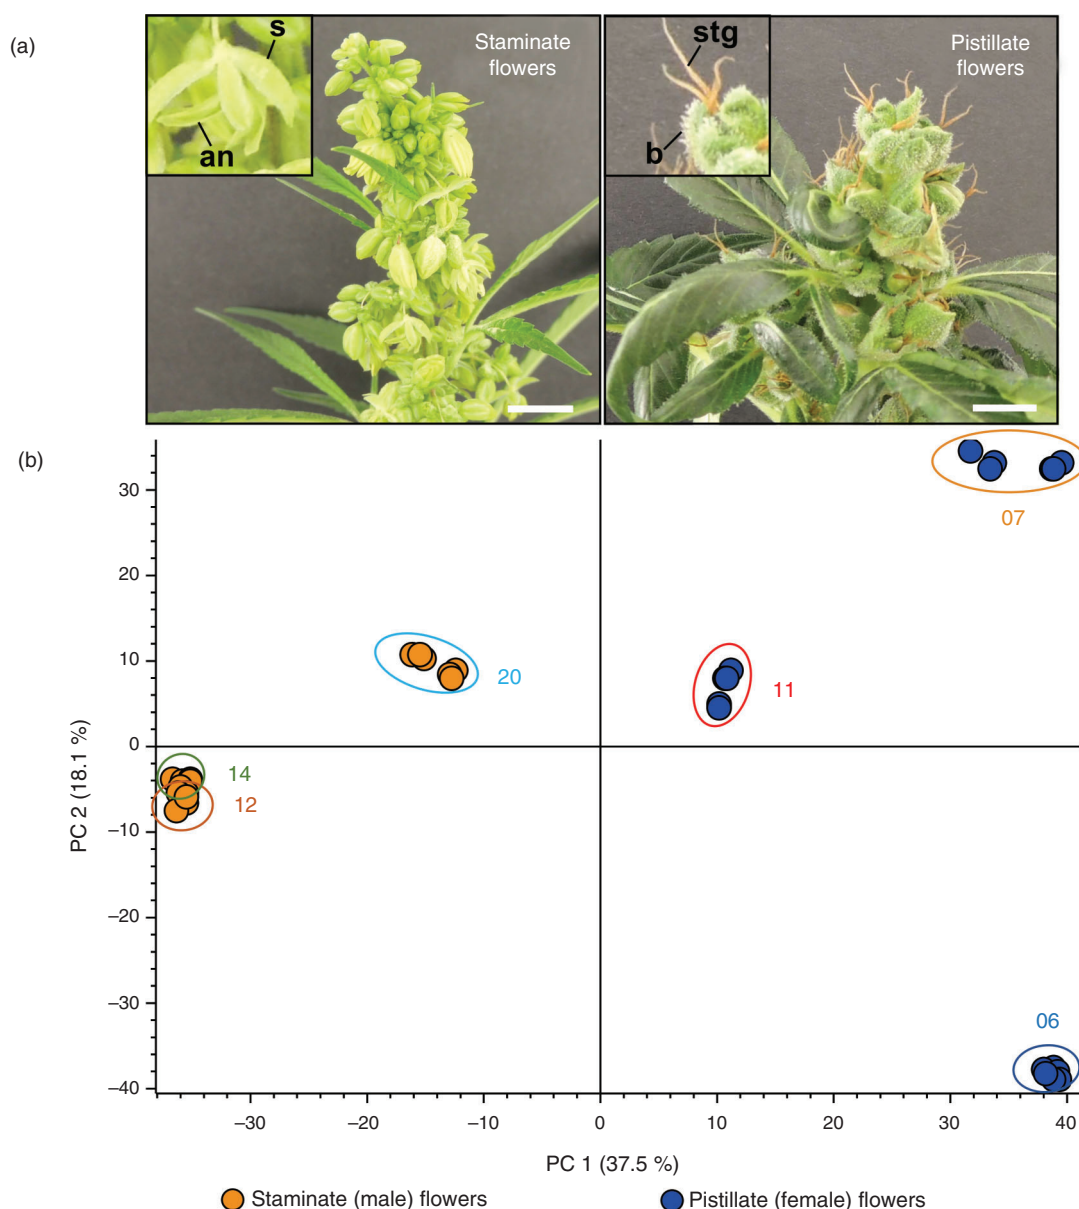 (a)
s
an
Staminate
flowers
stg
b
Pistillate
flowers
(b)
PC 2 (18.1 %)
30
20
10
0
–10
–20
–30
–40
07
20
11
14
12
06
–30
–20
–10
0
10
20
30
40
PC 1 (37.5 %)
Staminate (male) flowers
Pistillate (female) flowers